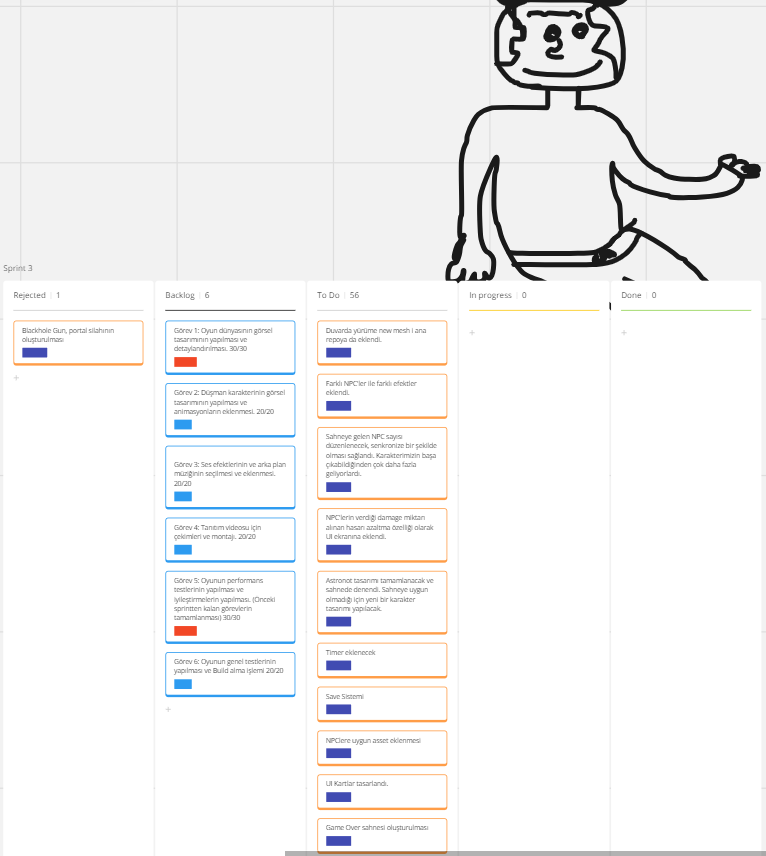 Sprint 3
Rejected | 1
Blackhole Gun, portal silahının
oluşturulması
Backlog | 6
Görev 1: Oyun dünyasının görsel
tasarımının yapılması ve
detaylandırılması. 30/30
Görev 2: Düşman karakterinin görsel
tasarımının yapılması ve
animasyonların eklenmesi. 20/20
Görev 3: Ses efektlerinin ve arka plan
müziğinin seçilmesi ve eklenmesi.
20/20
Görev 4: Tanıtım videosu için
çekimleri ve montajı. 20/20
Görev 5: Oyunun performans
testlerinin yapılması ve
iyileştirmelerin yapılması. (Önceki
sprintten kalan görevlerin
tamamlanması) 30/30
Görev 6: Oyunun genel testlerinin
yapılması ve Build alma işlemi 20/20
To Do | 56
Duvarda yürüme new mesh i ana
repoya da eklendi.
Farklı NPC'ler ile farklı efektler
eklendi.
Sahneye gelen NPC sayısı
düzenlenecek, senkronize bir şekilde
olması sağlandı. Karakterimizin başa
çıkabildiğinden çok daha fazla
geliyorlardı.
NPC'lerin verdiği damage miktarı
alınan hasarı azaltma özelliği olarak
UI ekranına eklendi.
Astronot tasarımı tamamlanacak ve
sahnede denendi. Sahneye uygun
olmadığı için yeni bir karakter
tasarımı yapılacak.
Timer eklenecek
Save Sistemi
NPClere uygun asset eklenmesi
UI Kartlar tasarlandı.
Game Over sahnesi oluşturulması
In progress | 0
Done | 0